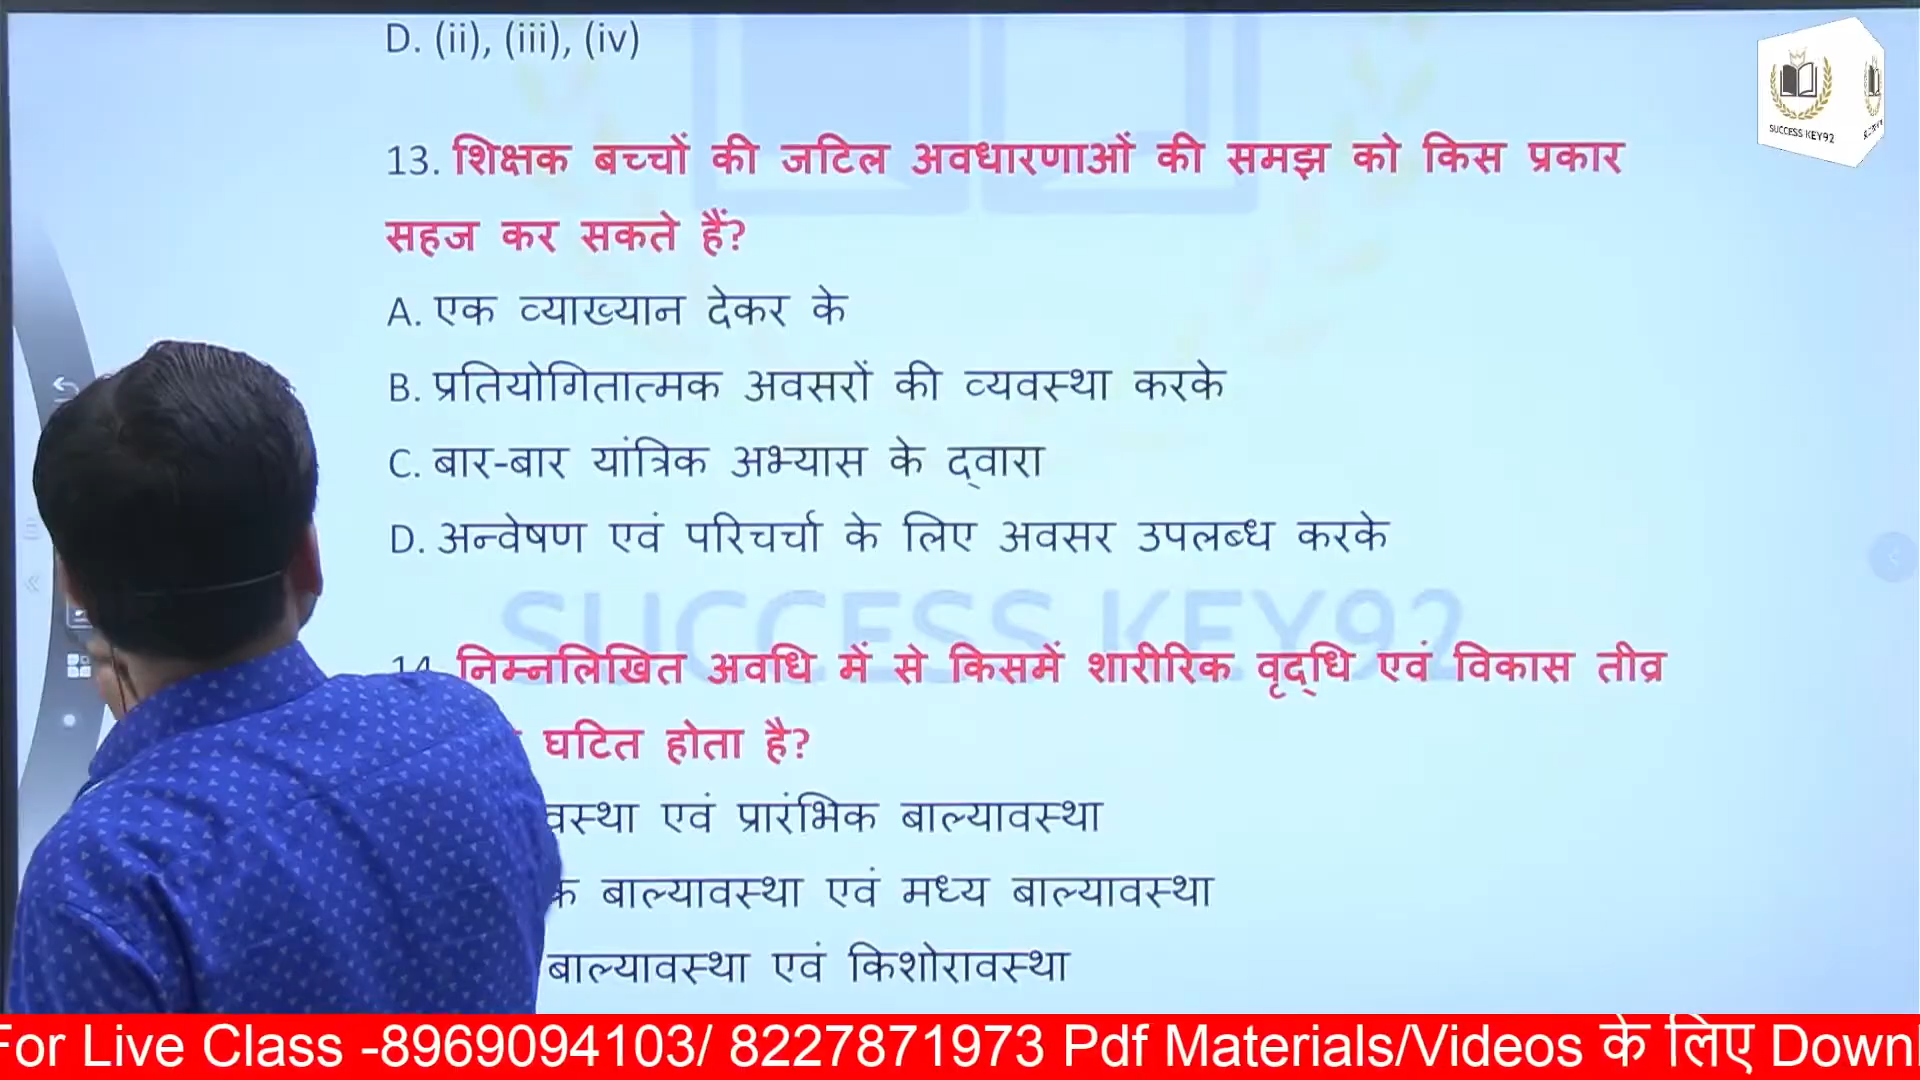 D. (ii), (iii), (iv)
SUCCESS KEY92
13. शिक्षक बच्चों की जटिल अवधारणाओं की समझ को किस प्रकार
सहज कर सकते हैं?
A. एक व्याख्यान देकर के
B. प्रतियोगितात्मक अवसरों की व्यवस्था करके
C. बार-बार यांत्रिक अभ्यास के द्वारा
D. अन्वेषण एवं परिचर्चा के लिए अवसर उपलब्ध करके
SUCCESS KEY92
14. निम्नलिखित अवधि में से किसमें शारीरिक वृद्धि एवं विकास तीव्र
घटित होता है?
एवं प्रारंभिक बाल्यावस्था
बाल्यावस्था एवं मध्य बाल्यावस्था
बाल्यावस्था एवं किशोरावस्था
For Live Class -8969094103/ 8227871973 Pdf Materials/Videos के लिए Down